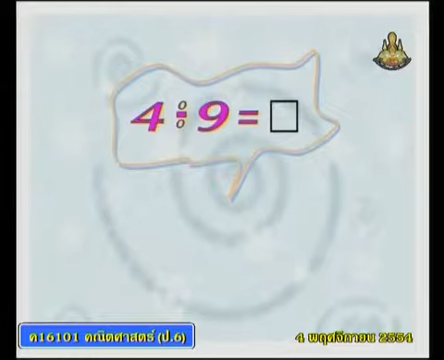 4 ÷ 9 = □
ค16101 คณิตศาสตร์ (ป.6)
4 พฤศจิกายน 2554